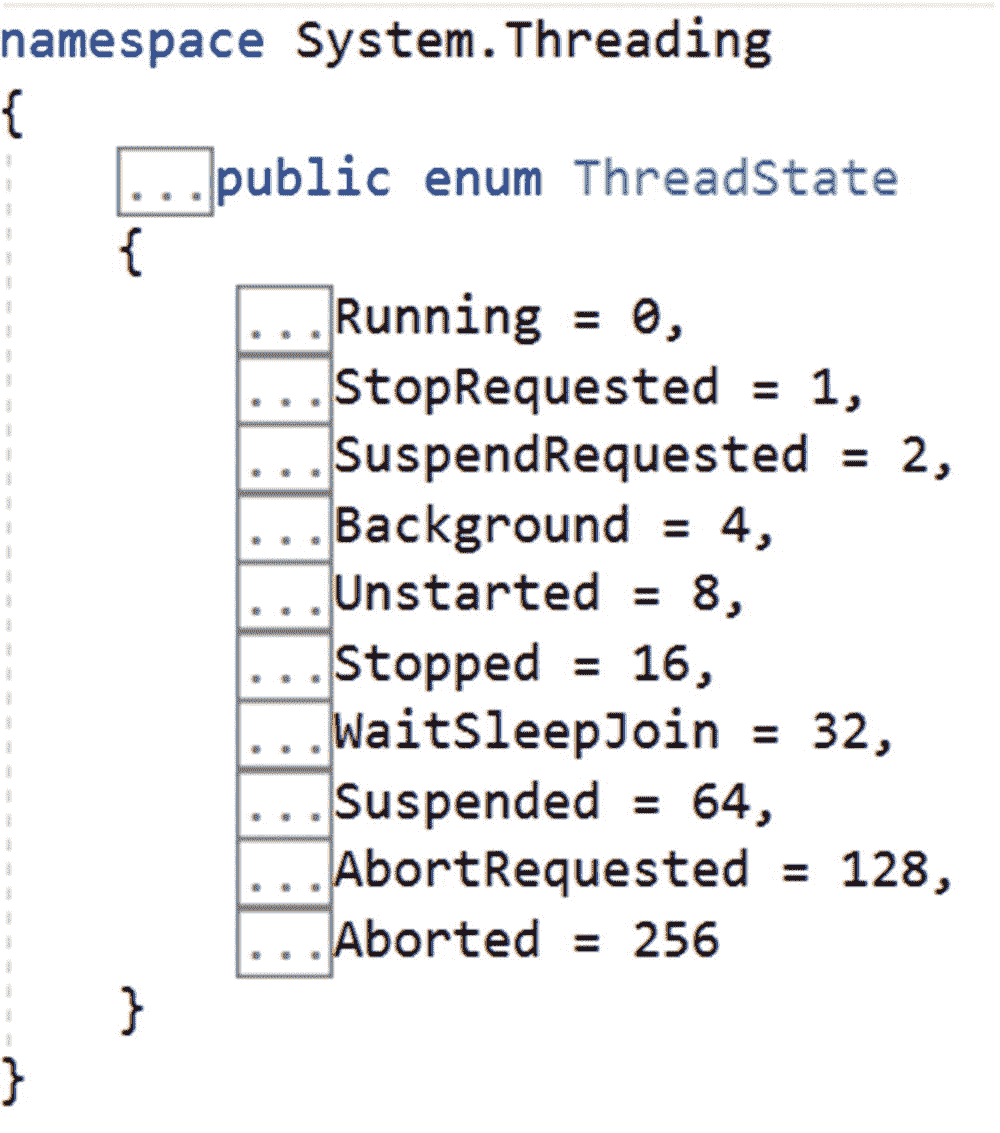 namespace System.Threading
{
...public enum ThreadState
{
...Running = 0,
...StopRequested = 1,
...SuspendRequested = 2,
...Background = 4,
...Unstarted = 8,
...Stopped = 16,
...WaitSleepJoin = 32,
...Suspended = 64,
...AbortRequested = 128,
...Aborted = 256
}
}